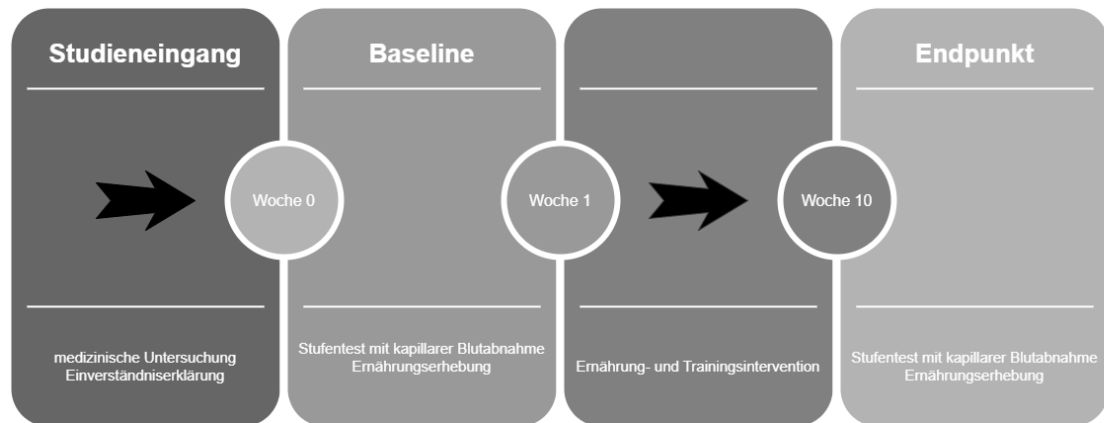 Studieneingang
medizinische Untersuchung
Einverständniserklärung
Woche 0
Baseline
Stufentest mit kapillarer Blutabnahme
Ernährungserhebung
Woche 1
Ernährung- und Trainingsintervention
Woche 10
Endpunkt
Stufentest mit kapillarer Blutabnahme
Ernährungserhebung